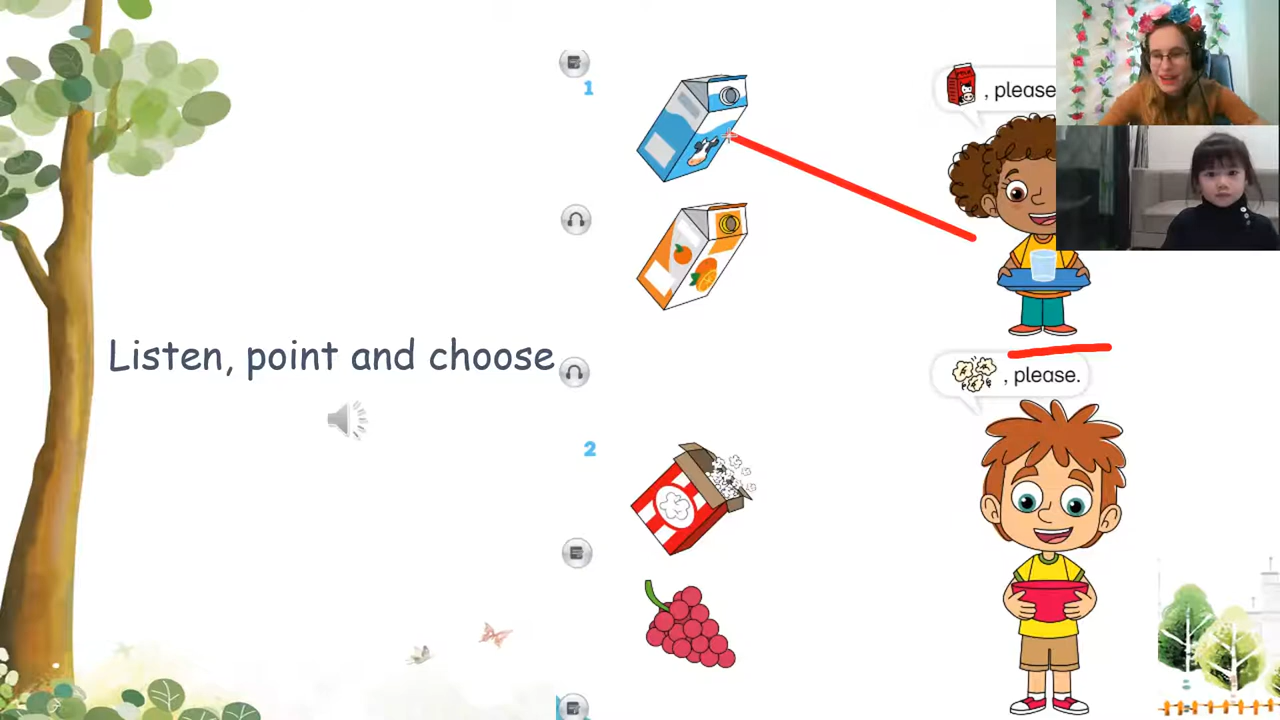 1
, please
Listen, point and choose
, please.
2